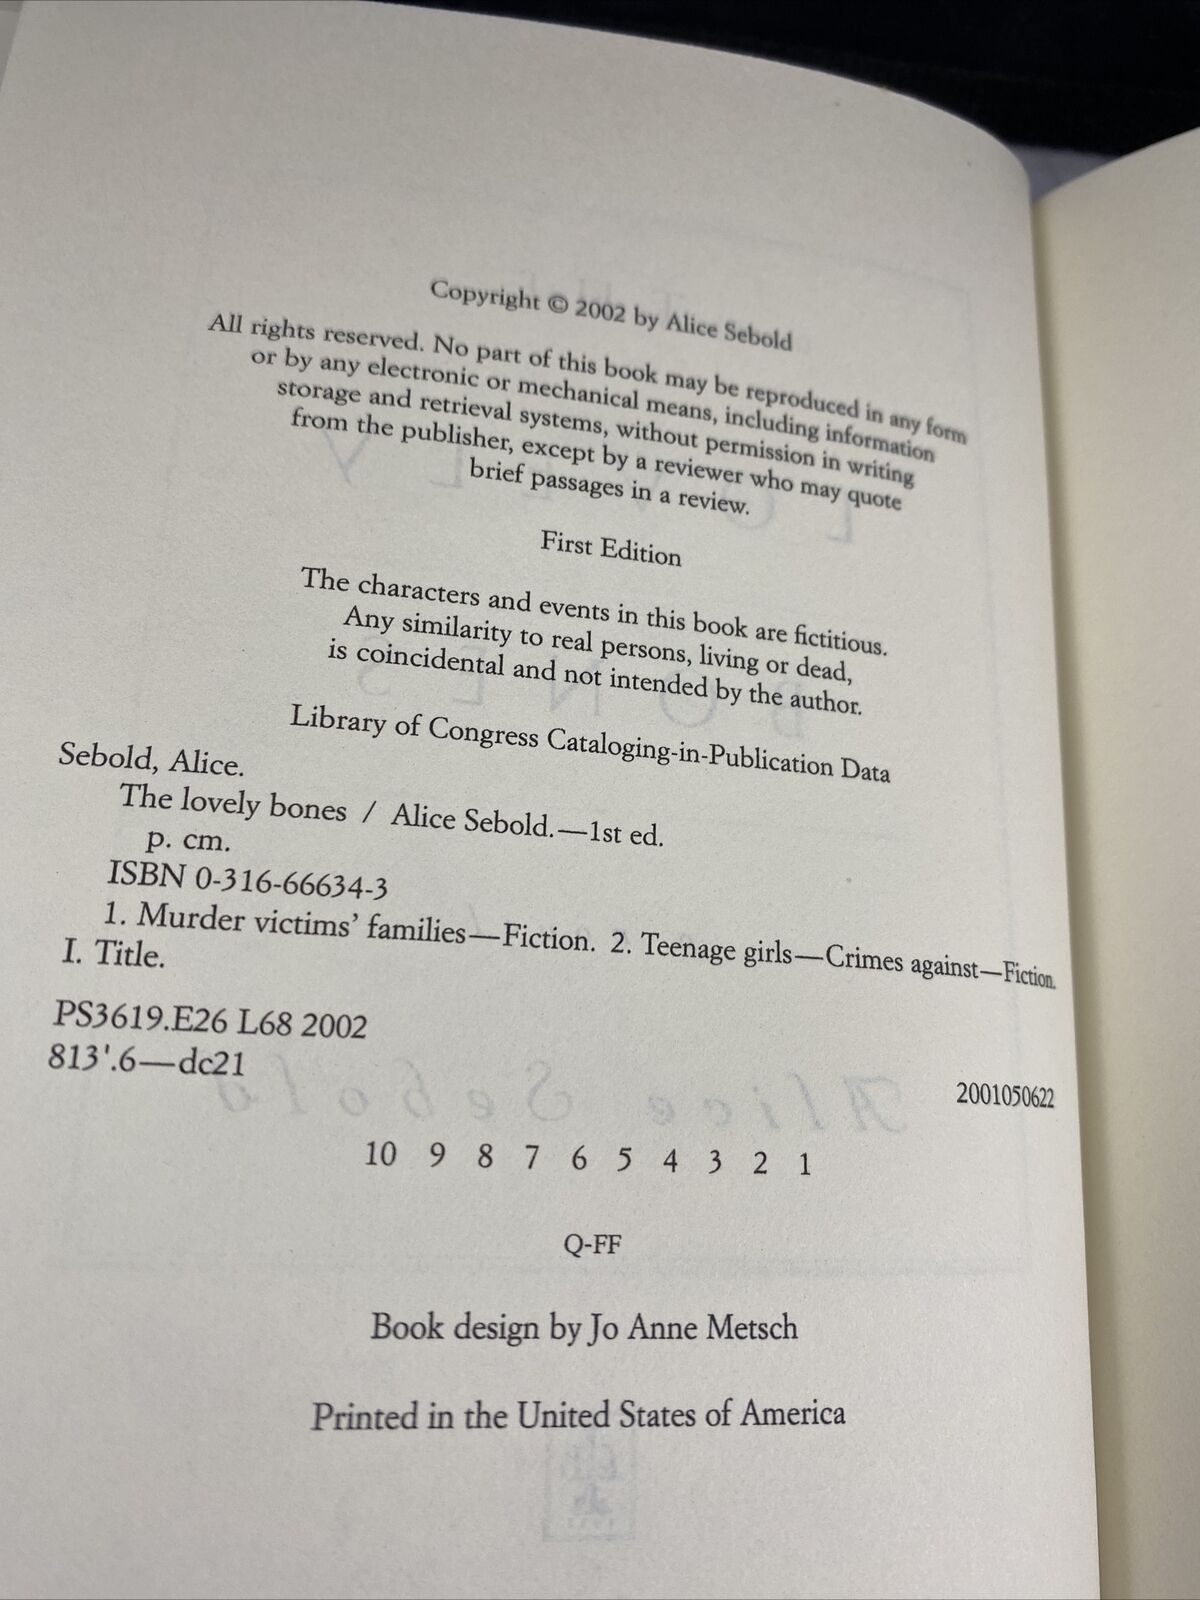 Copyright © 2002 by Alice Sebold
All rights reserved. No part of this book may be reproduced in any form
or by any electronic or mechanical means, including information
storage and retrieval systems, without permission in writing
from the publisher, except by a reviewer who may quote
brief passages in a review.
First Edition
The characters and events in this book are fictitious.
Any similarity to real persons, living or dead,
is coincidental and not intended by the author.
Library of Congress Cataloging-in-Publication Data
Sebold, Alice.
The lovely bones / Alice Sebold.—1st ed.
p. cm.
ISBN 0-316-66634-3
1. Murder victims’ families—Fiction. 2. Teenage girls—Crimes against—Fiction.
I. Title.
PS3619.E26 L68 2002
813'.6—dc21
2001050622
10 9 8 7 6 5 4 3 2 1
Q-FF
Book design by Jo Anne Metsch
Printed in the United States of America